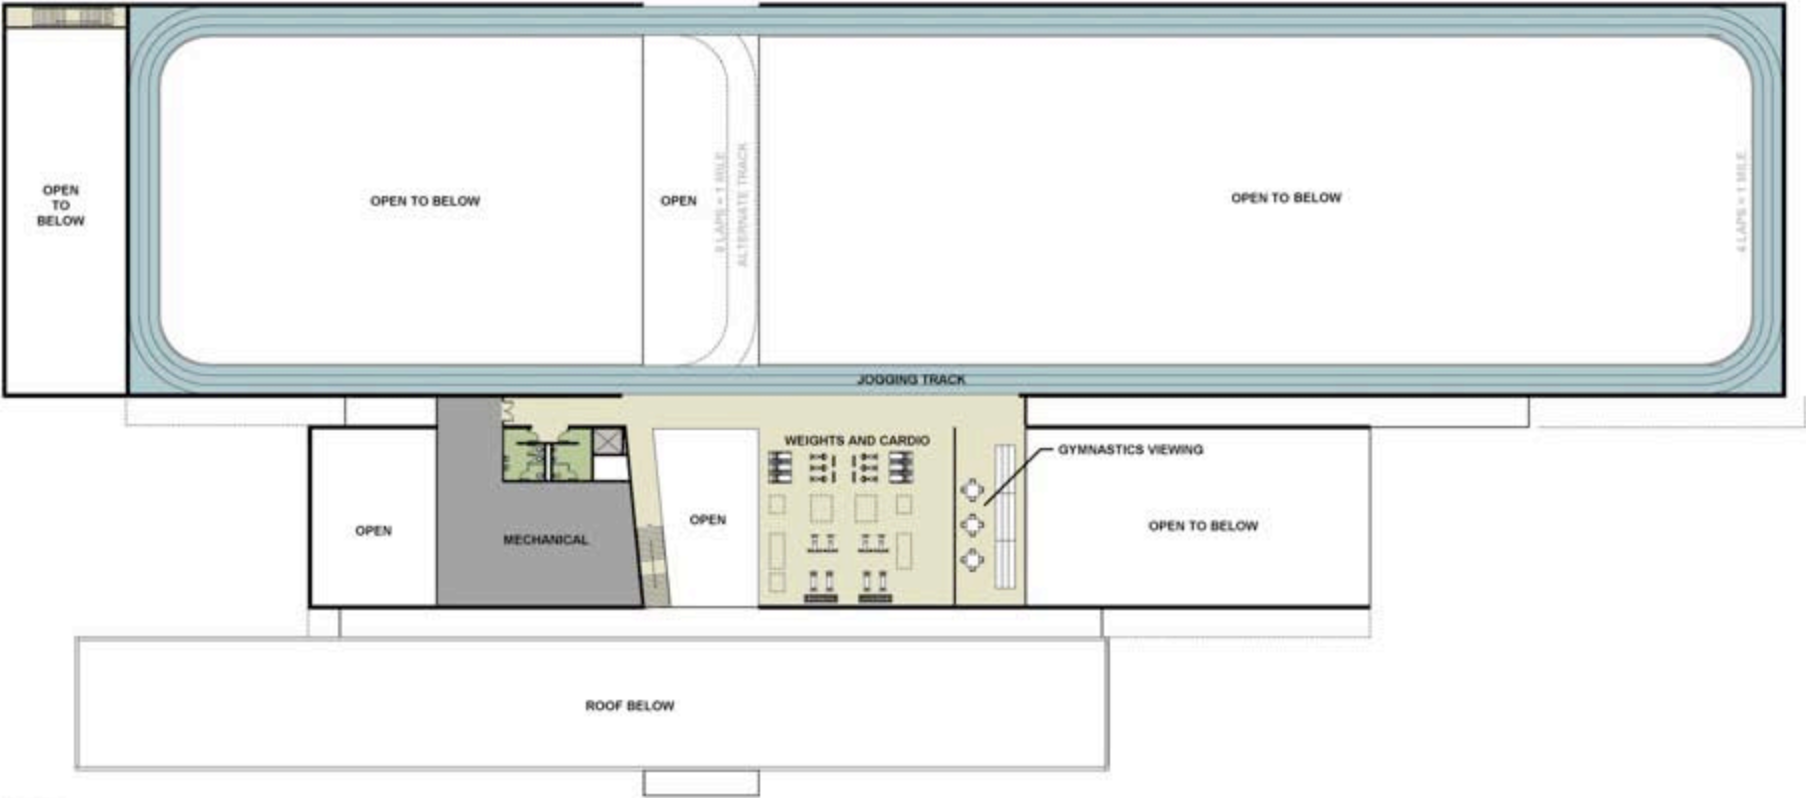 OPEN
TO
BELOW
OPEN TO BELOW
OPEN
8 LAPS = 1 MILE
ALTERNATE TRACK
OPEN TO BELOW
4 LAPS = 1 MILE
JOGGING TRACK
WEIGHTS AND CARDIO
GYMNASTICS VIEWING
OPEN
MECHANICAL
OPEN
OPEN TO BELOW
ROOF BELOW